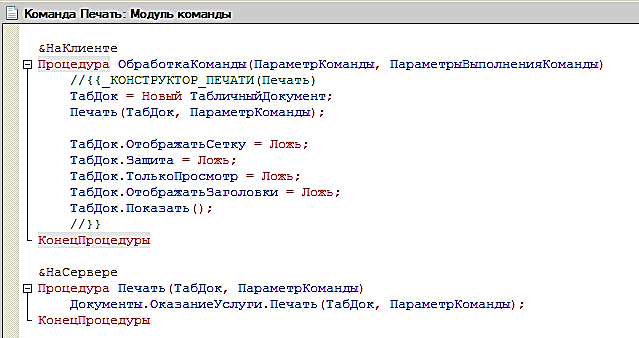 Команда Печать: Модуль команды
&НаКлиенте
Процедура ОбработкаКоманды(ПараметрКоманды, ПараметрыВыполненияКоманды)
//{{_КОНСТРУКТОР_ПЕЧАТИ(Печать)
ТабДок = Новый ТабличныйДокумент;
Печать(ТабДок, ПараметрКоманды);
ТабДок.ОтображатьСетку = Ложь;
ТабДок.Защита = Ложь;
ТабДок.ТолькоПросмотр = Ложь;
ТабДок.ОтображатьЗаголовки = Ложь;
ТабДок.Показать();
//}}
КонецПроцедуры
&НаСервере
Процедура Печать(ТабДок, ПараметрКоманды)
Документы.ОказаниеУслуги.Печать(ТабДок, ПараметрКоманды);
КонецПроцедуры